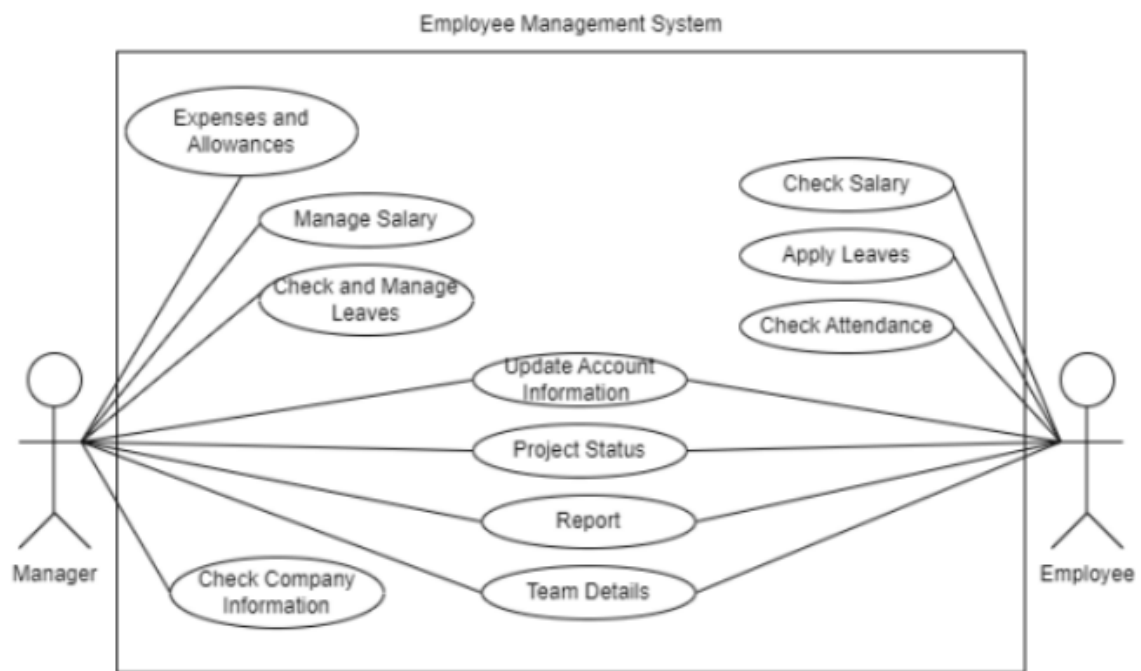 Employee Management System
Expenses and
Allowances
Manage Salary
Check and Manage
Leaves
Check Salary
Apply Leaves
Check Attendance
Update Account
Information
Project Status
Report
Team Details
Check Company
Information
Manager
Employee